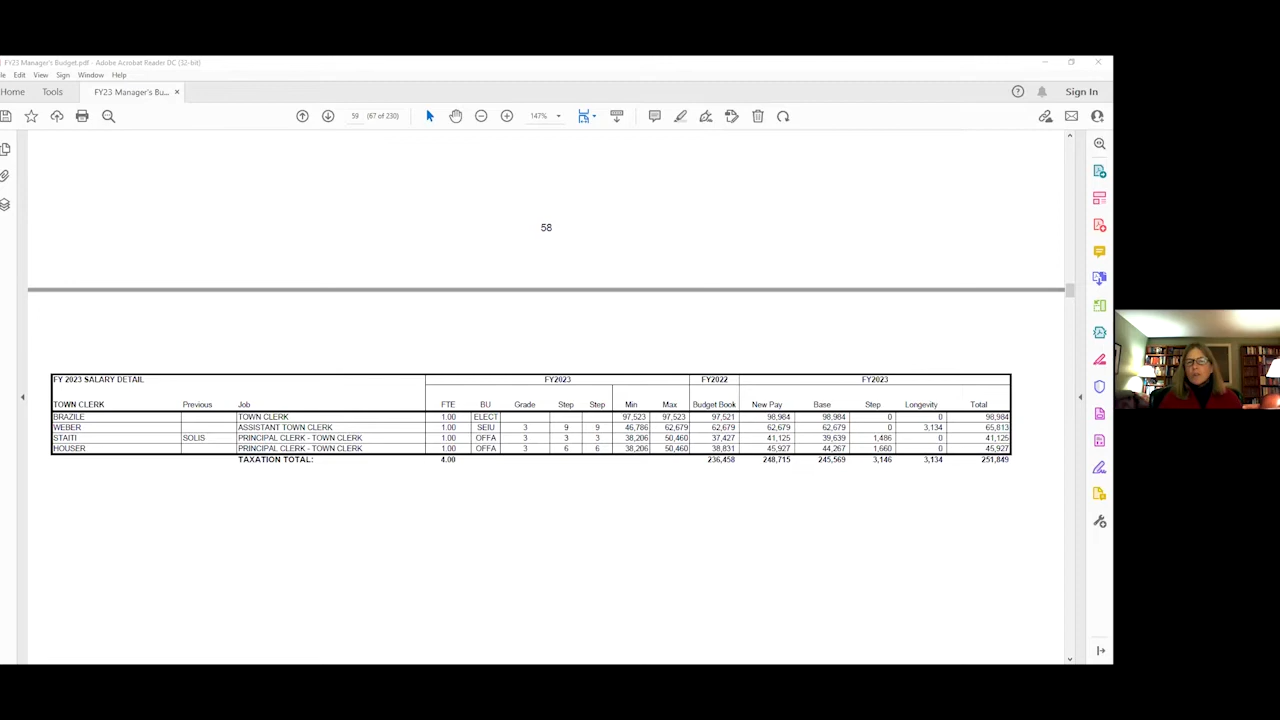 FY23 Manager's Budget.pdf - Adobe Acrobat Reader DC (32-bit)
le Edit View Sign Window Help
Home Tools FY23 Manager's Bu... × Sign In
59 (67 of 230) 147%
58
FY 2023 SALARY DETAIL FY2023 FY2022 FY2023
TOWN CLERK Previous Job FTE BU Grade Step Step Min Max Budget Book New Pay Base Step Longevity Total
BRAZILE TOWN CLERK 1.00 ELECT 97,523 97,523 97,521 98,984 98,984 0 0 98,984
WEBER ASSISTANT TOWN CLERK 1.00 SEIU 3 9 9 46,786 62,679 62,679 62,679 62,679 0 3,134 65,813
STAITI SOLIS PRINCIPAL CLERK - TOWN CLERK 1.00 OFFA 3 3 3 38,206 50,460 37,427 41,125 39,639 1,486 0 41,125
HOUSER PRINCIPAL CLERK - TOWN CLERK 1.00 OFFA 3 6 6 38,206 50,460 38,831 45,927 44,267 1,660 0 45,927
TAXATION TOTAL: 4.00 236,458 248,715 245,569 3,146 3,134 251,849